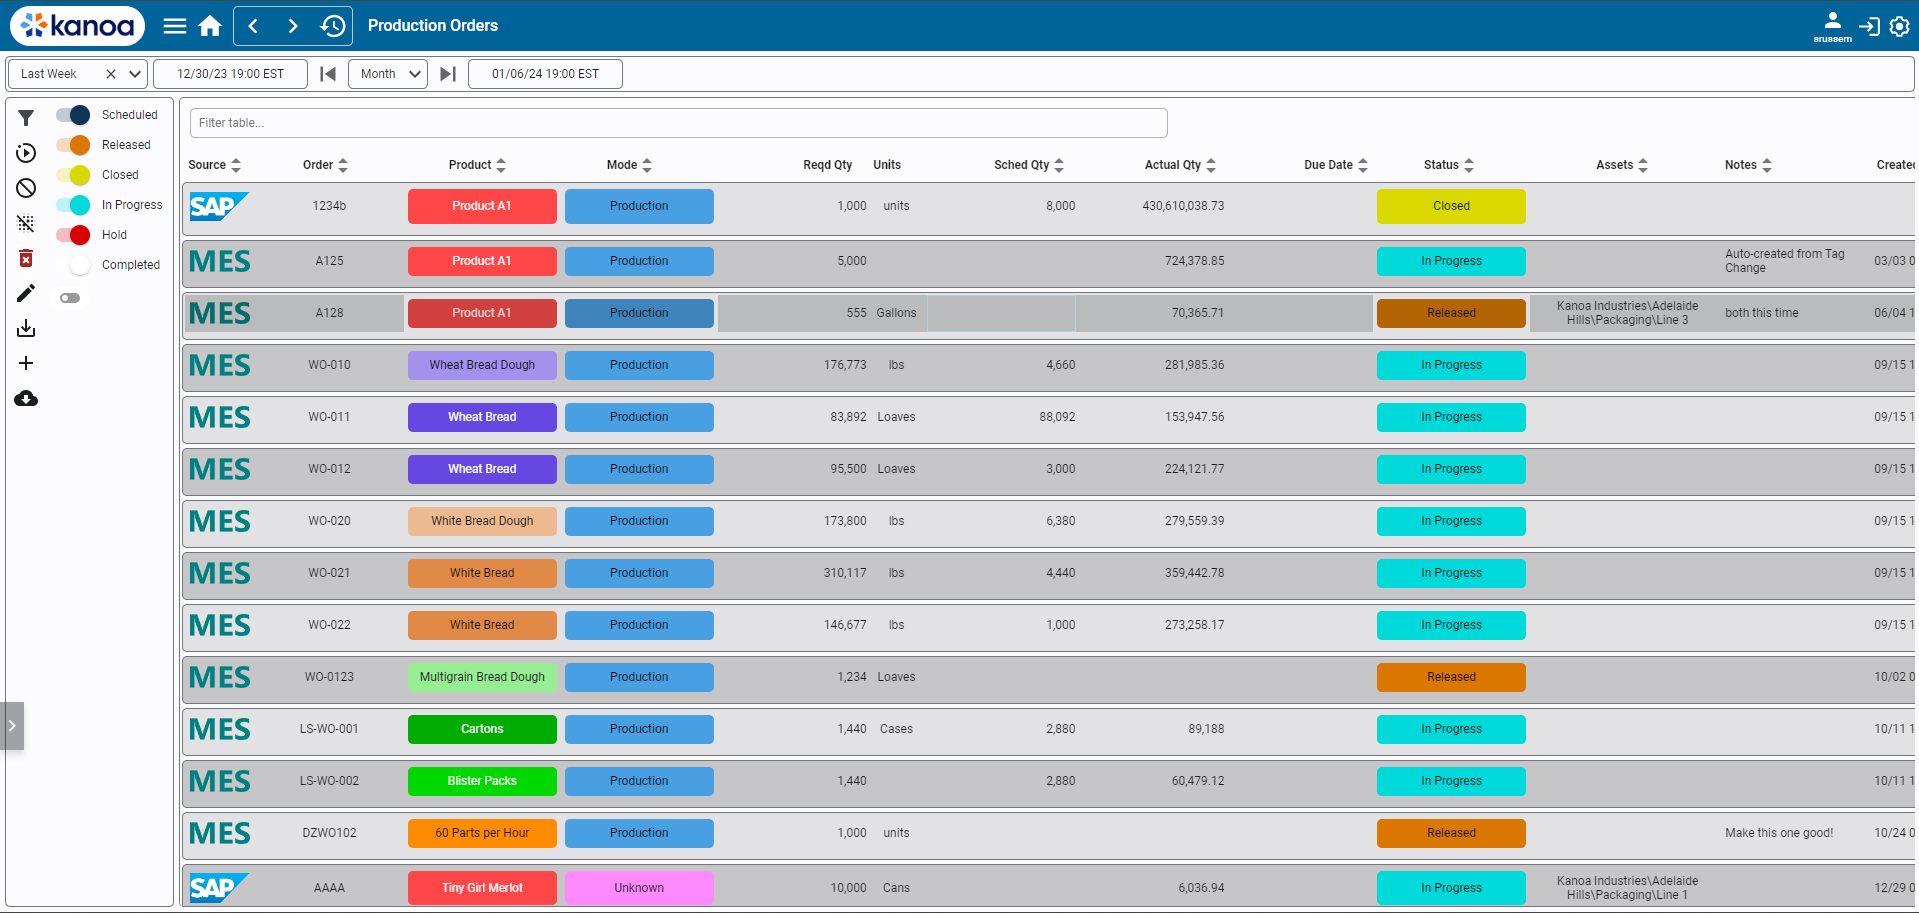 kanoa Production Orders srussem
Last Week 12/30/23 19:00 EST Month 01/06/24 19:00 EST
Scheduled
Released
Closed
In Progress
Hold
Completed
Filter table...
Source Order Product Mode Reqd Qty Units Sched Qty Actual Qty Due Date Status Assets Notes Created
SAP 1234b Product A1 Production 1,000 units 8,000 430,610,038.73 Closed
MES A125 Product A1 Production 5,000 724,378.85 In Progress Auto-created from Tag Change 03/03 0
MES A128 Product A1 Production 555 Gallons 70,365.71 Released Kanoa Industries\Adelaide Hills\Packaging\Line 3 both this time 06/04 1
MES WO-010 Wheat Bread Dough Production 176,773 lbs 4,660 281,985.36 In Progress 09/15 1
MES WO-011 Wheat Bread Production 83,892 Loaves 88,092 153,947.56 In Progress 09/15 1
MES WO-012 Wheat Bread Production 95,500 Loaves 3,000 224,121.77 In Progress 09/15 1
MES WO-020 White Bread Dough Production 173,800 lbs 6,380 279,559.39 In Progress 09/15 1
MES WO-021 White Bread Production 310,117 lbs 4,440 359,442.78 In Progress 09/15 1
MES WO-022 White Bread Production 146,677 lbs 1,000 273,258.17 In Progress 09/15 1
MES WO-0123 Multigrain Bread Dough Production 1,234 Loaves Released 10/02 0
MES LS-WO-001 Cartons Production 1,440 Cases 2,880 89,188 In Progress 10/11 1
MES LS-WO-002 Blister Packs Production 1,440 2,880 60,479.12 In Progress 10/11 1
MES DZWO102 60 Parts per Hour Production 1,000 units Released Make this one good! 10/24 0
SAP AAAA Tiny Girl Merlot Unknown 10,000 Cans 6,036.94 In Progress Kanoa Industries\Adelaide Hills\Packaging\Line 1 12/29 0